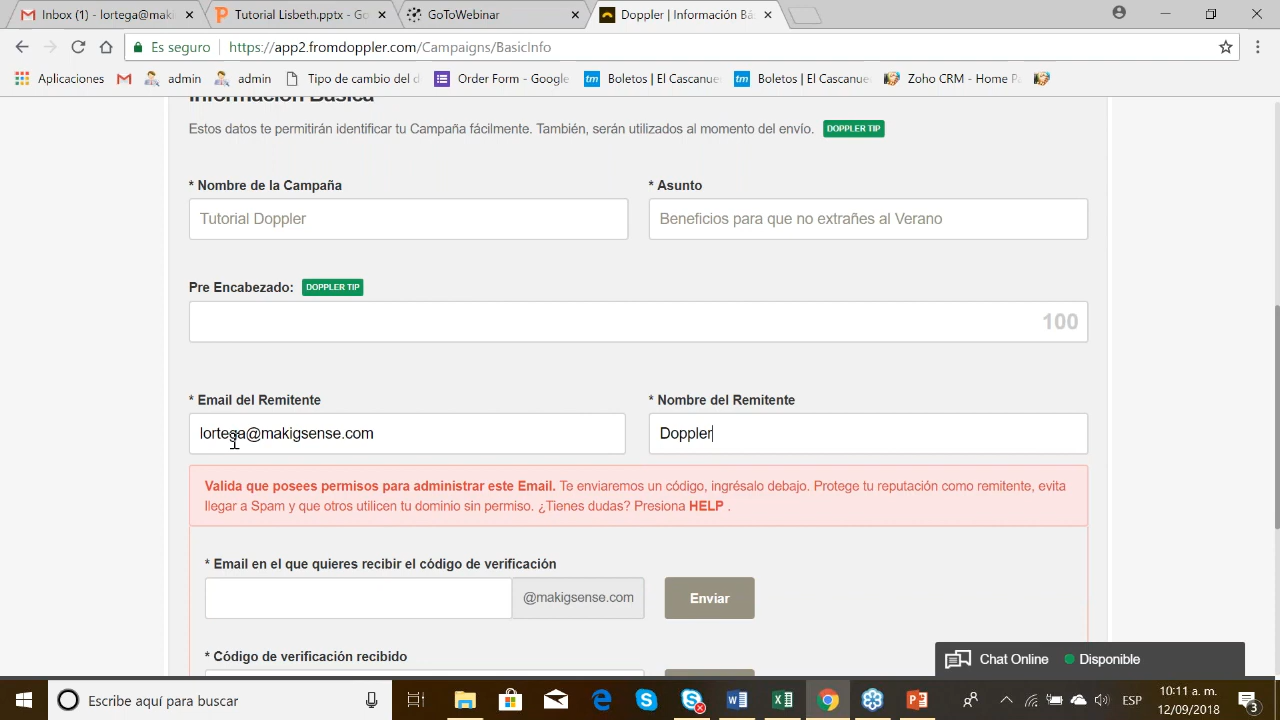 Inbox (1) - lortega@maki
Tutorial Lisbeth.pptx - Go
GoToWebinar
Doppler | Información Bá
Es seguro
https://app2.fromdoppler.com/Campaigns/BasicInfo
Aplicaciones
admin
admin
Tipo de cambio del d
Order Form - Google
tm
Boletos | El Cascanue
tm
Boletos | El Cascanue
Zoho CRM - Home P
Información Básica
Estos datos te permitirán identificar tu Campaña fácilmente. También, serán utilizados al momento del envío. DOPPLER TIP
* Nombre de la Campaña
* Asunto
Tutorial Doppler
Beneficios para que no extrañes al Verano
Pre Encabezado: DOPPLER TIP
100
* Email del Remitente
* Nombre del Remitente
lortega@makigsense.com
Doppler
Valida que posees permisos para administrar este Email. Te enviaremos un código, ingrésalo debajo. Protege tu reputación como remitente, evita
llegar a Spam y que otros utilicen tu dominio sin permiso. ¿Tienes dudas? Presiona HELP .
* Email en el que quieres recibir el código de verificación
@makigsense.com
Enviar
* Código de verificación recibido
Chat Online
Disponible
Escribe aquí para buscar
ESP
10:11 a. m.
12/09/2018
3